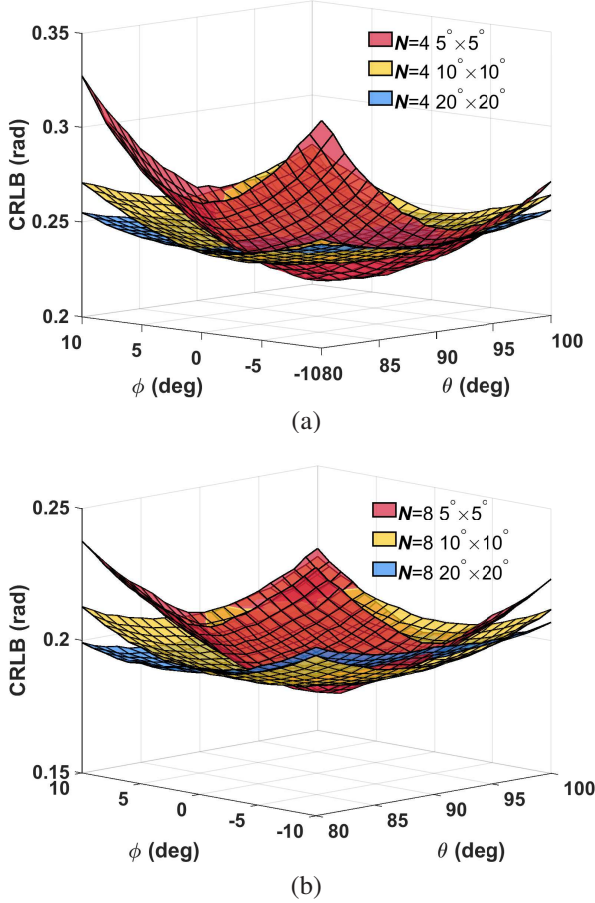 0.35
N=4 5°×5°
N=4 10°×10°
N=4 20°×20°
0.3
CRLB (rad)
0.25
0.2
10
5
0
-5
-1080
85
90
95
100
ϕ (deg)
θ (deg)
(a)
0.25
N=8 5°×5°
N=8 10°×10°
N=8 20°×20°
CRLB (rad)
0.2
0.15
10
5
0
-5
-10
80
85
90
95
100
ϕ (deg)
θ (deg)
(b)